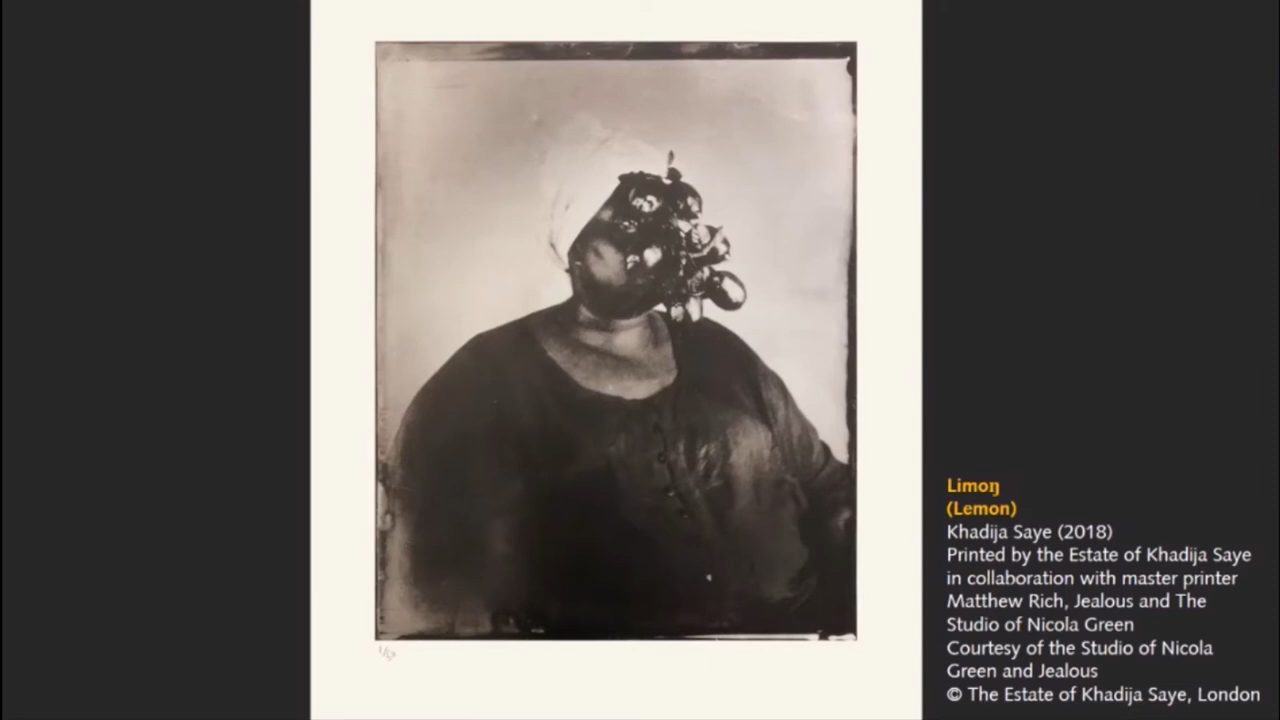 Limoŋ
(Lemon)
Khadija Saye (2018)
Printed by the Estate of Khadija Saye
in collaboration with master printer
Matthew Rich, Jealous and The
Studio of Nicola Green
Courtesy of the Studio of Nicola
Green and Jealous
© The Estate of Khadija Saye, London